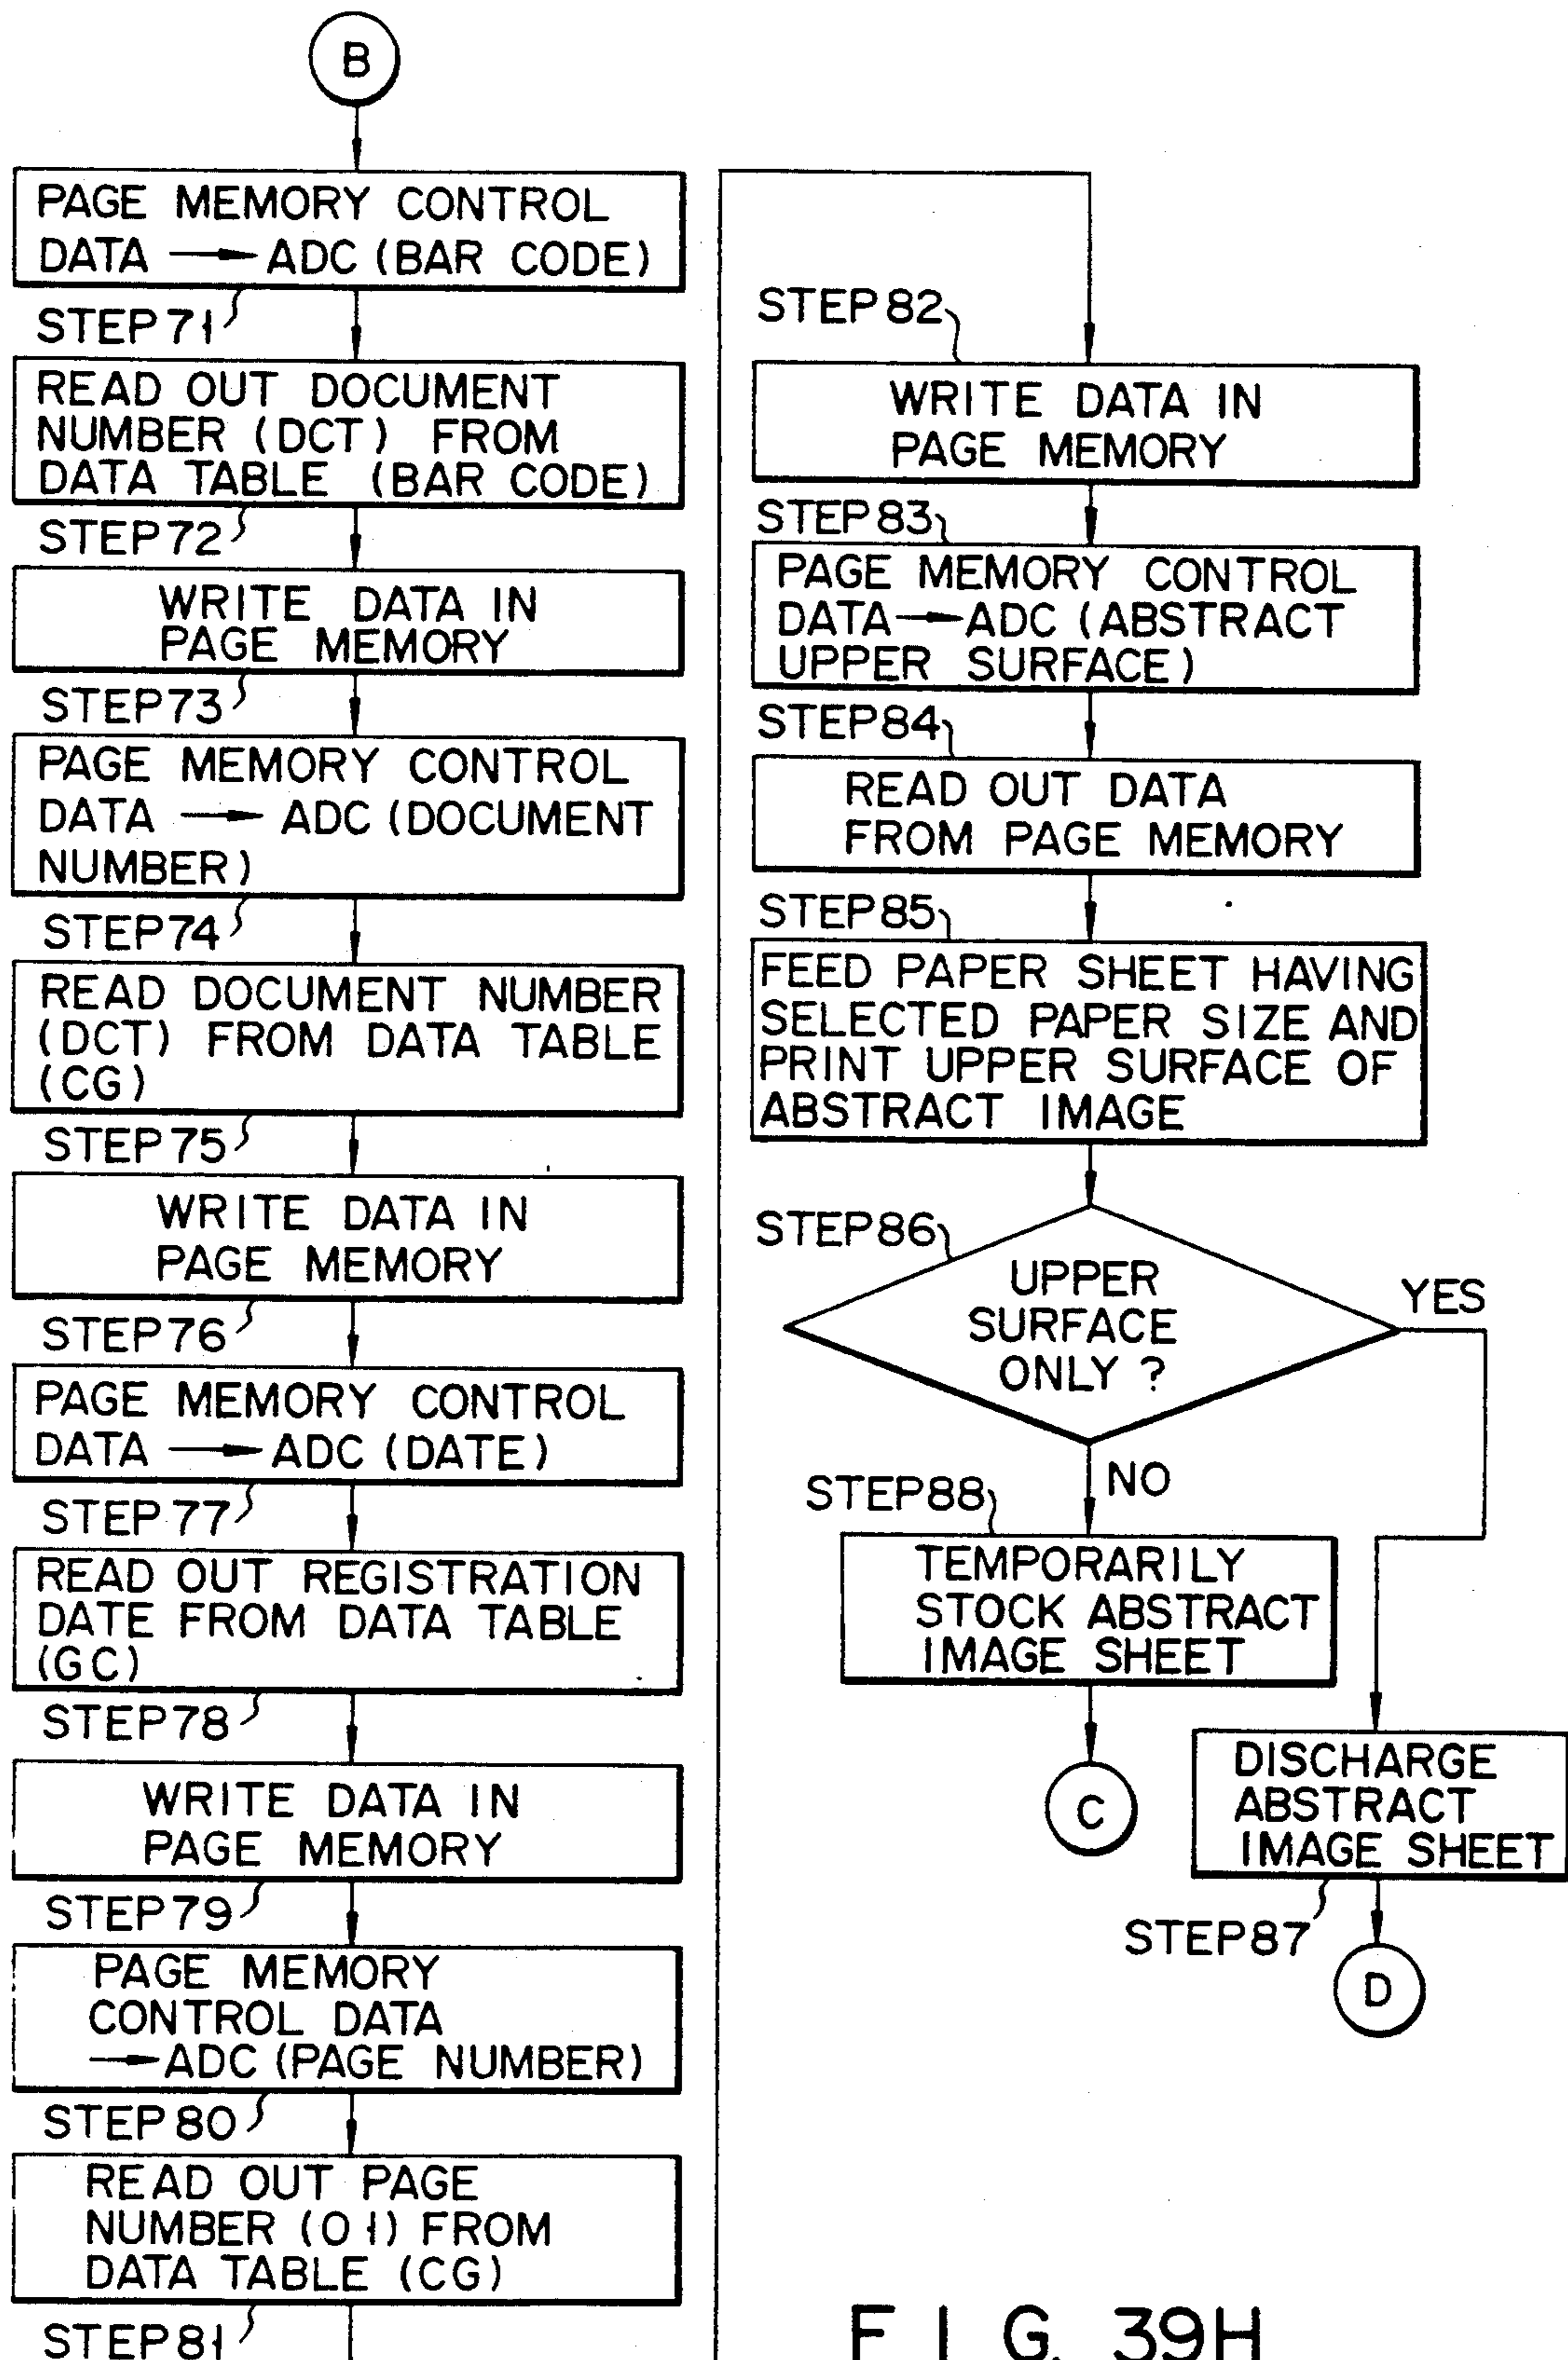 B
PAGE MEMORY CONTROL
DATA → ADC (BAR CODE)
STEP71
READ OUT DOCUMENT
NUMBER (DCT) FROM
DATA TABLE (BAR CODE)
STEP72
WRITE DATA IN
PAGE MEMORY
STEP73
PAGE MEMORY CONTROL
DATA → ADC (DOCUMENT
NUMBER)
STEP74
READ DOCUMENT NUMBER
(DCT) FROM DATA TABLE
(CG)
STEP75
WRITE DATA IN
PAGE MEMORY
STEP76
PAGE MEMORY CONTROL
DATA → ADC (DATE)
STEP77
READ OUT REGISTRATION
DATE FROM DATA TABLE
(GC)
STEP78
WRITE DATA IN
PAGE MEMORY
STEP79
PAGE MEMORY
CONTROL DATA
→ ADC (PAGE NUMBER)
STEP80
READ OUT PAGE
NUMBER (01) FROM
DATA TABLE (CG)
STEP81
STEP82
WRITE DATA IN
PAGE MEMORY
STEP83
PAGE MEMORY CONTROL
DATA → ADC (ABSTRACT
UPPER SURFACE)
STEP84
READ OUT DATA
FROM PAGE MEMORY
STEP85
FEED PAPER SHEET HAVING
SELECTED PAPER SIZE AND
PRINT UPPER SURFACE OF
ABSTRACT IMAGE
STEP86
UPPER
SURFACE
ONLY ?
YES
NO
STEP88
TEMPORARILY
STOCK ABSTRACT
IMAGE SHEET
C
DISCHARGE
ABSTRACT
IMAGE SHEET
STEP87
D
FIG. 39H